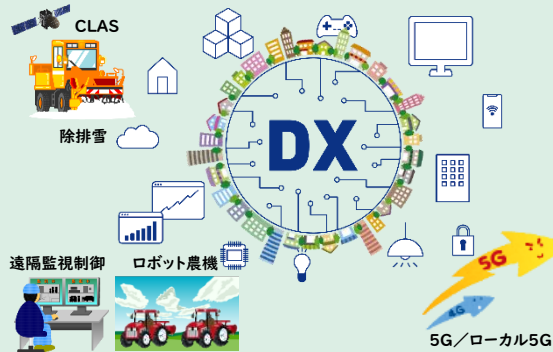 CLAS
除排雪
DX
遠隔監視制御
ロボット農機
5G
4G
5G／ローカル5G